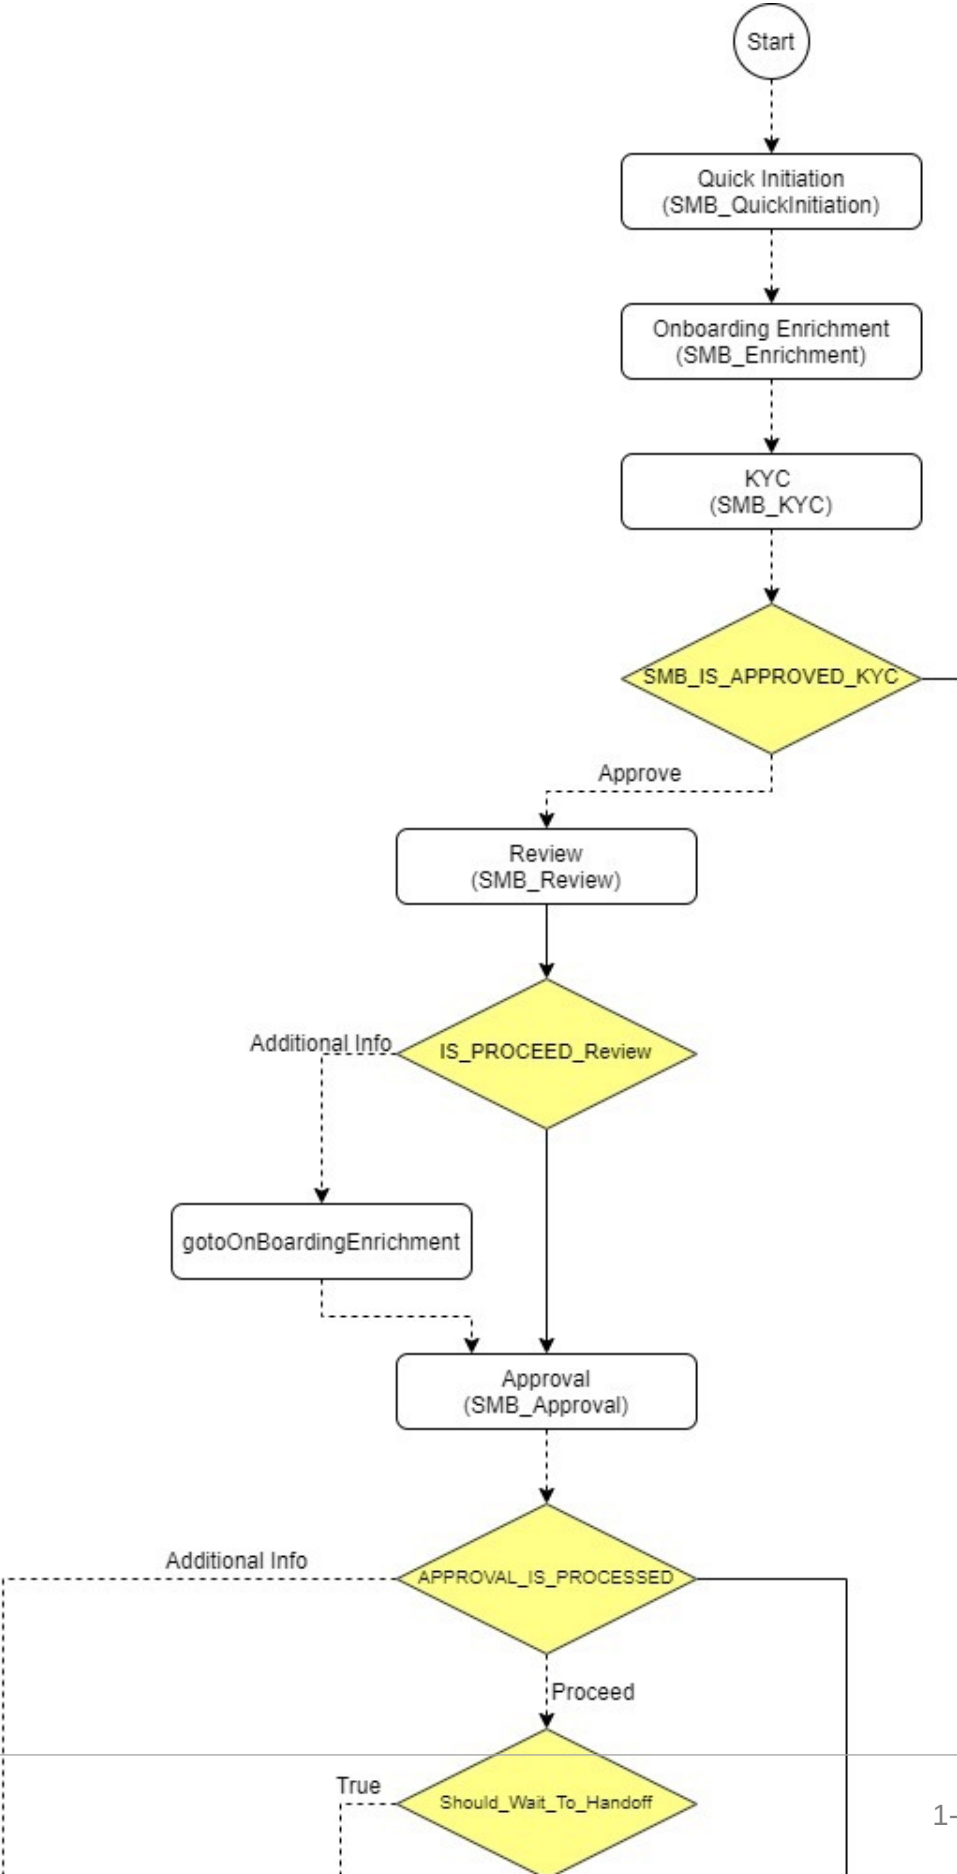 Start
Quick Initiation
(SMB_QuickInitiation)
Onboarding Enrichment
(SMB_Enrichment)
KYC
(SMB_KYC)
SMB_IS_APPROVED_KYC
Approve
Review
(SMB_Review)
Additional Info
IS_PROCEED_Review
gotoOnBoardingEnrichment
Approval
(SMB_Approval)
Additional Info
APPROVAL_IS_PROCESSED
Proceed
True
Should_Wait_To_Handoff
1-